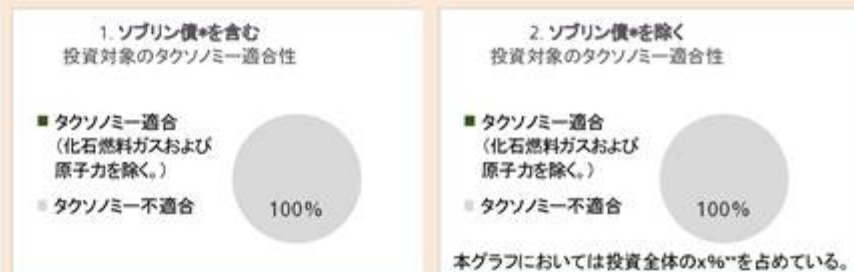 1. ソブリン債*を含む
投資対象のタクソノミー適合性
タクソノミー適合
(化石燃料ガスおよび
原子力を除く。)
タクソノミー不適合
100%
2. ソブリン債*を除く
投資対象のタクソノミー適合性
タクソノミー適合
(化石燃料ガスおよび
原子力を除く。)
タクソノミー不適合
100%
本グラフにおいては投資全体のx%**を占めている。